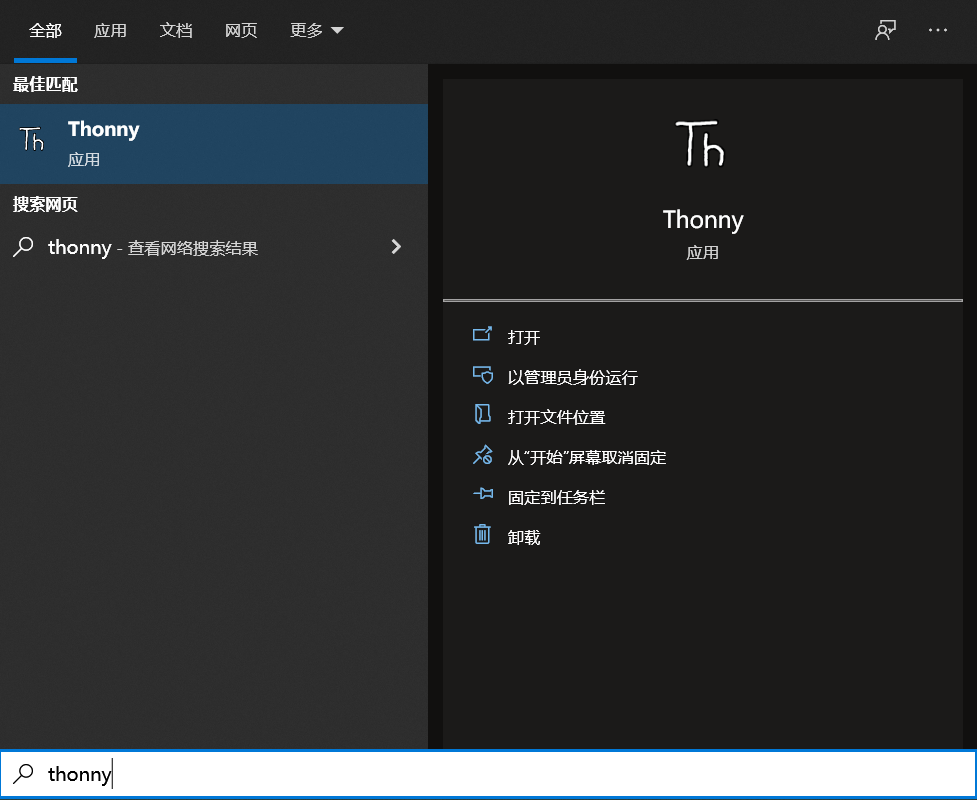 全部 应用 文档 网页 更多
最佳匹配
Th
Thonny
应用
搜索网页
thonny - 查看网络搜索结果
Th
Thonny
应用
打开
以管理员身份运行
打开文件位置
从“开始”屏幕取消固定
固定到任务栏
卸载
thonny